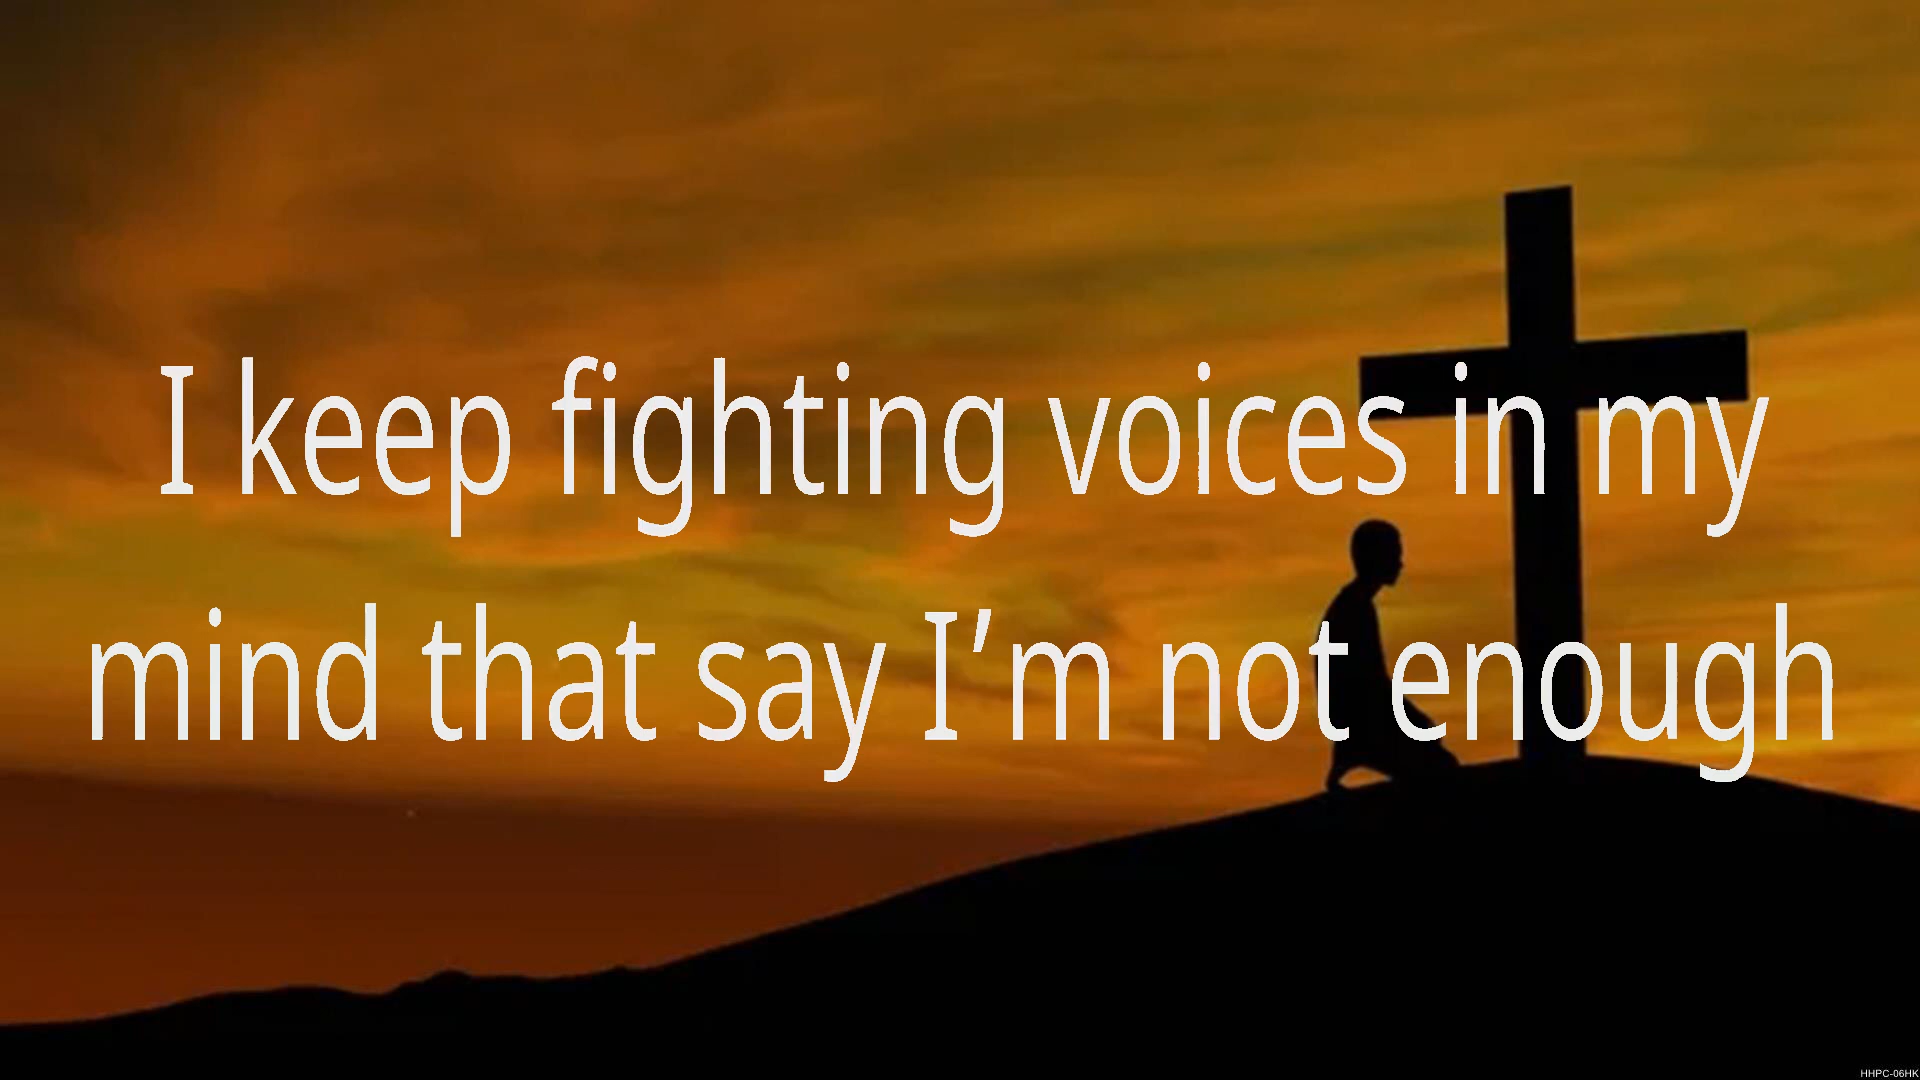 I keep fighting voices in my
mind that say I’m not enough
HHPC-06HK